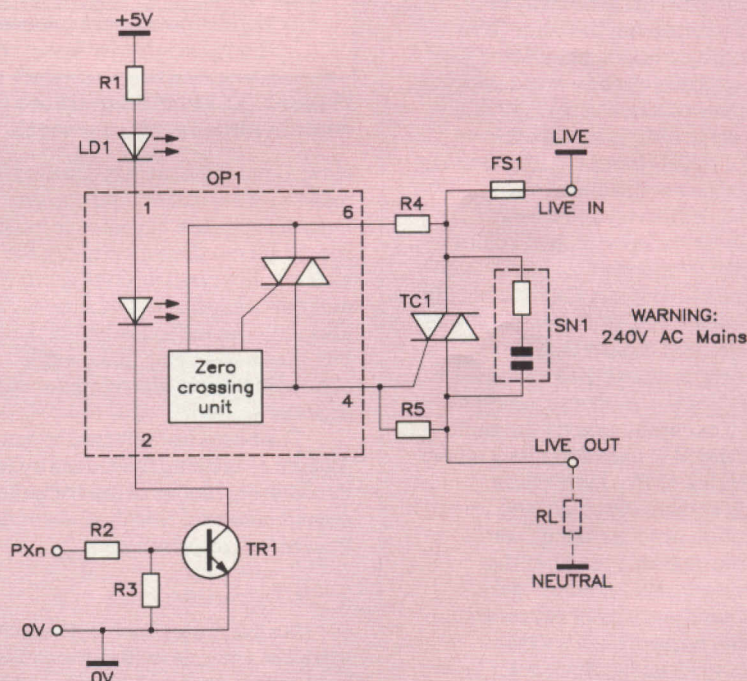 +5V
R1
LD1
OP1
1
6
R4
FS1
LIVE
LIVE IN
TC1
SN1
WARNING:
240V AC Mains
Zero
crossing
unit
4
R5
2
LIVE OUT
RL
NEUTRAL
PXn
R2
TR1
R3
0V
0V